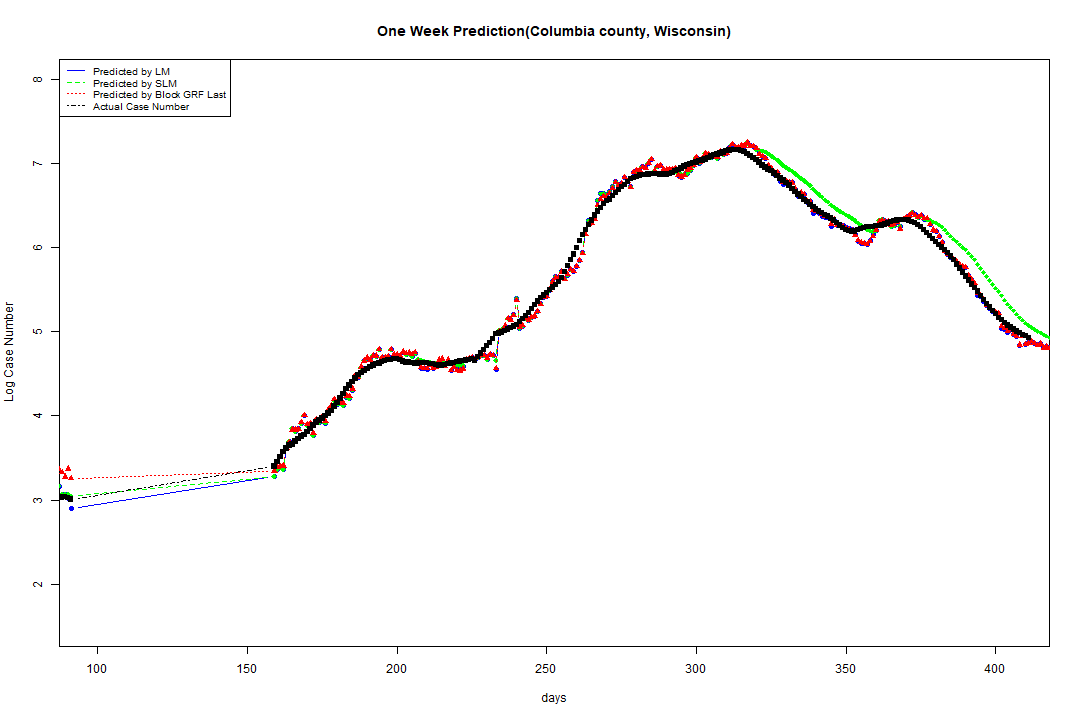 One Week Prediction(Columbia county, Wisconsin)
Predicted by LM
Predicted by SLM
Predicted by Block GRF Last
Actual Case Number
8
7
6
5
4
3
2
Log Case Number
100 150 200 250 300 350 400
days